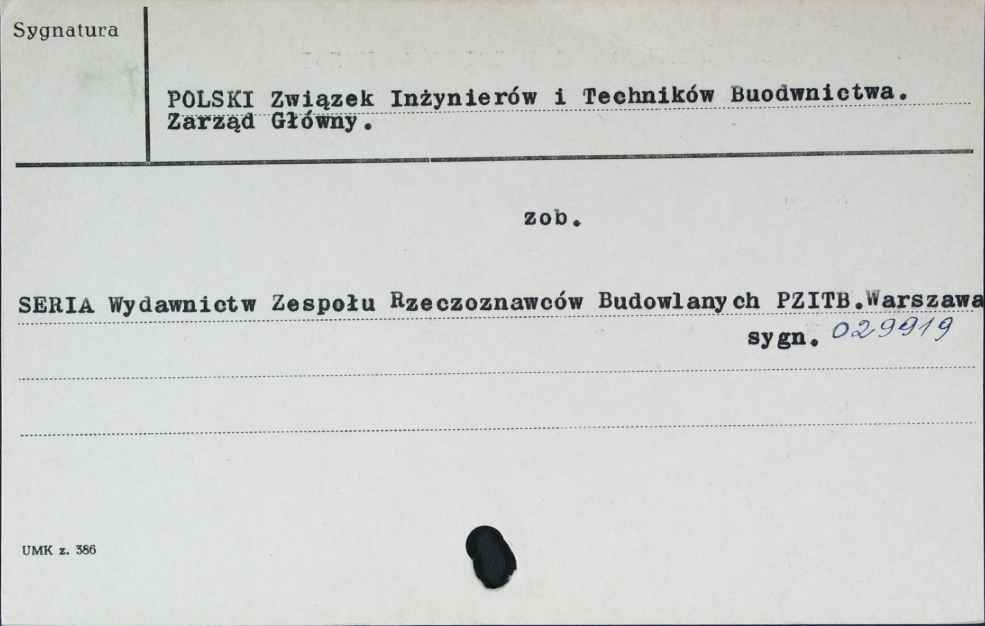 Sygnatura
POLSKI Związek Inżynierów i Techników Buodwnictwa.
Zarząd Główny.
zob.
SERIA Wydawnictw Zespołu Rzeczoznawców Budowlanych PZITB.Warszawa
sygn. 029919
UMK z. 386